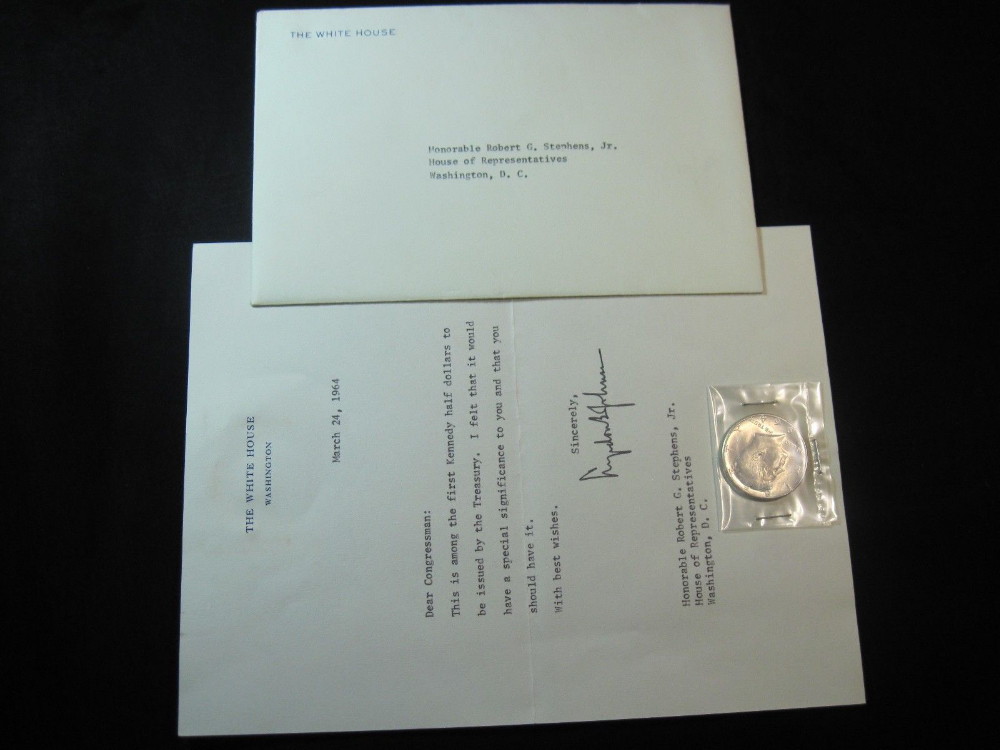 THE WHITE HOUSE
Honorable Robert G. Stephens, Jr.
House of Representatives
Washington, D. C.
THE WHITE HOUSE
WASHINGTON
March 24, 1964
Dear Congressman:
This is among the first Kennedy half dollars to
be issued by the Treasury. I felt that it would
have a special significance to you and that you
should have it.
With best wishes.
Sincerely,
Lyndon B Johnson
Honorable Robert G. Stephens, Jr.
House of Representatives
Washington, D. C.